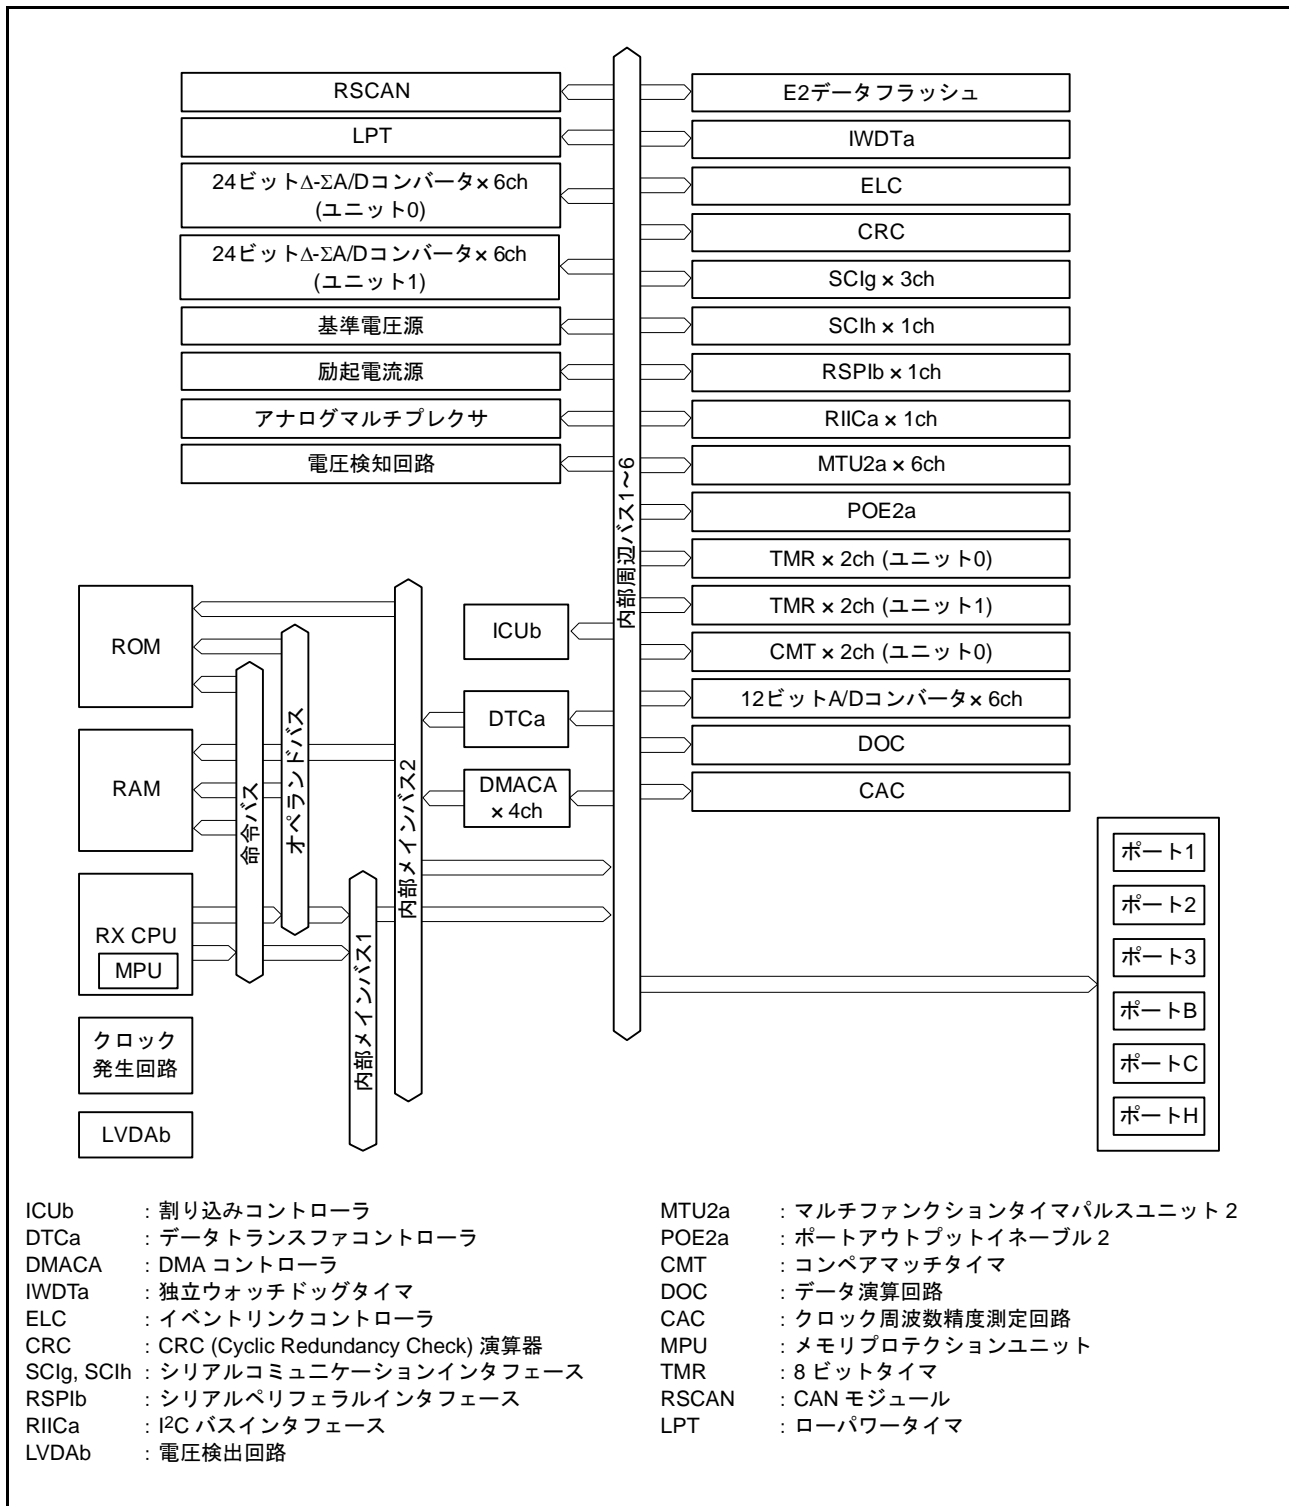 RSCAN
LPT
24ビットΔ-ΣA/Dコンバータ× 6ch
(ユニット0)
24ビットΔ-ΣA/Dコンバータ× 6ch
(ユニット1)
基準電圧源
励起電流源
アナログマルチプレクサ
電圧検知回路
E2データフラッシュ
IWDTa
ELC
CRC
SCIg × 3ch
SCIh × 1ch
RSPIb × 1ch
RIICa × 1ch
MTU2a × 6ch
POE2a
TMR × 2ch (ユニット0)
TMR × 2ch (ユニット1)
CMT × 2ch (ユニット0)
12ビットA/Dコンバータ× 6ch
DOC
CAC
内部周辺バス1～6
ROM
RAM
RX CPU
MPU
クロック
発生回路
LVDAb
命令バス
オペランドバス
内部メインバス1
内部メインバス2
ICUb
DTCa
DMACA
× 4ch
ポート1
ポート2
ポート3
ポートB
ポートC
ポートH
ICUb : 割り込みコントローラ
DTCa : データトランスファコントローラ
DMACA : DMA コントローラ
IWDTa : 独立ウォッチドッグタイマ
ELC : イベントリンクコントローラ
CRC : CRC (Cyclic Redundancy Check) 演算器
SCIg, SCIh : シリアルコミュニケーションインタフェース
RSPIb : シリアルペリフェラルインタフェース
RIICa : I²C バスインタフェース
LVDAb : 電圧検出回路
MTU2a : マルチファンクションタイマパルスユニット 2
POE2a : ポートアウトプットイネーブル 2
CMT : コンペアマッチタイマ
DOC : データ演算回路
CAC : クロック周波数精度測定回路
MPU : メモリプロテクションユニット
TMR : 8 ビットタイマ
RSCAN : CAN モジュール
LPT : ローパワータイマ